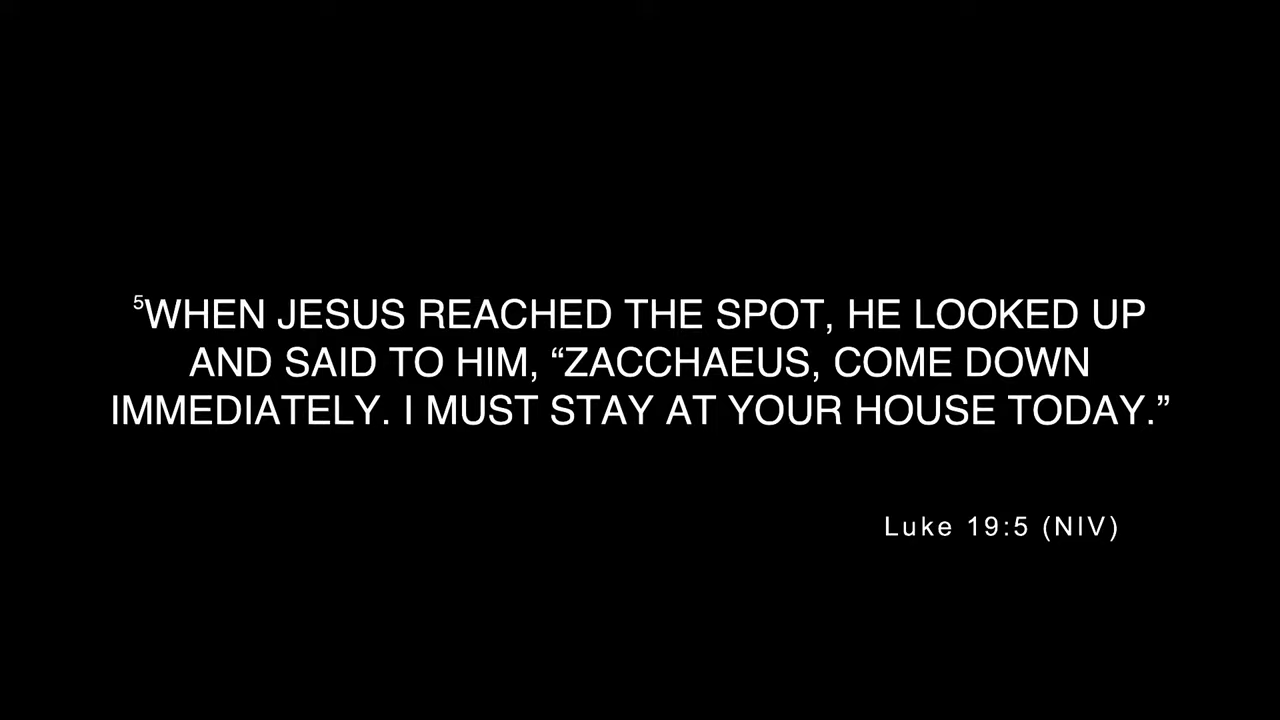 ⁵WHEN JESUS REACHED THE SPOT, HE LOOKED UP
AND SAID TO HIM, “ZACCHAEUS, COME DOWN
IMMEDIATELY. I MUST STAY AT YOUR HOUSE TODAY.”
Luke 19:5 (NIV)